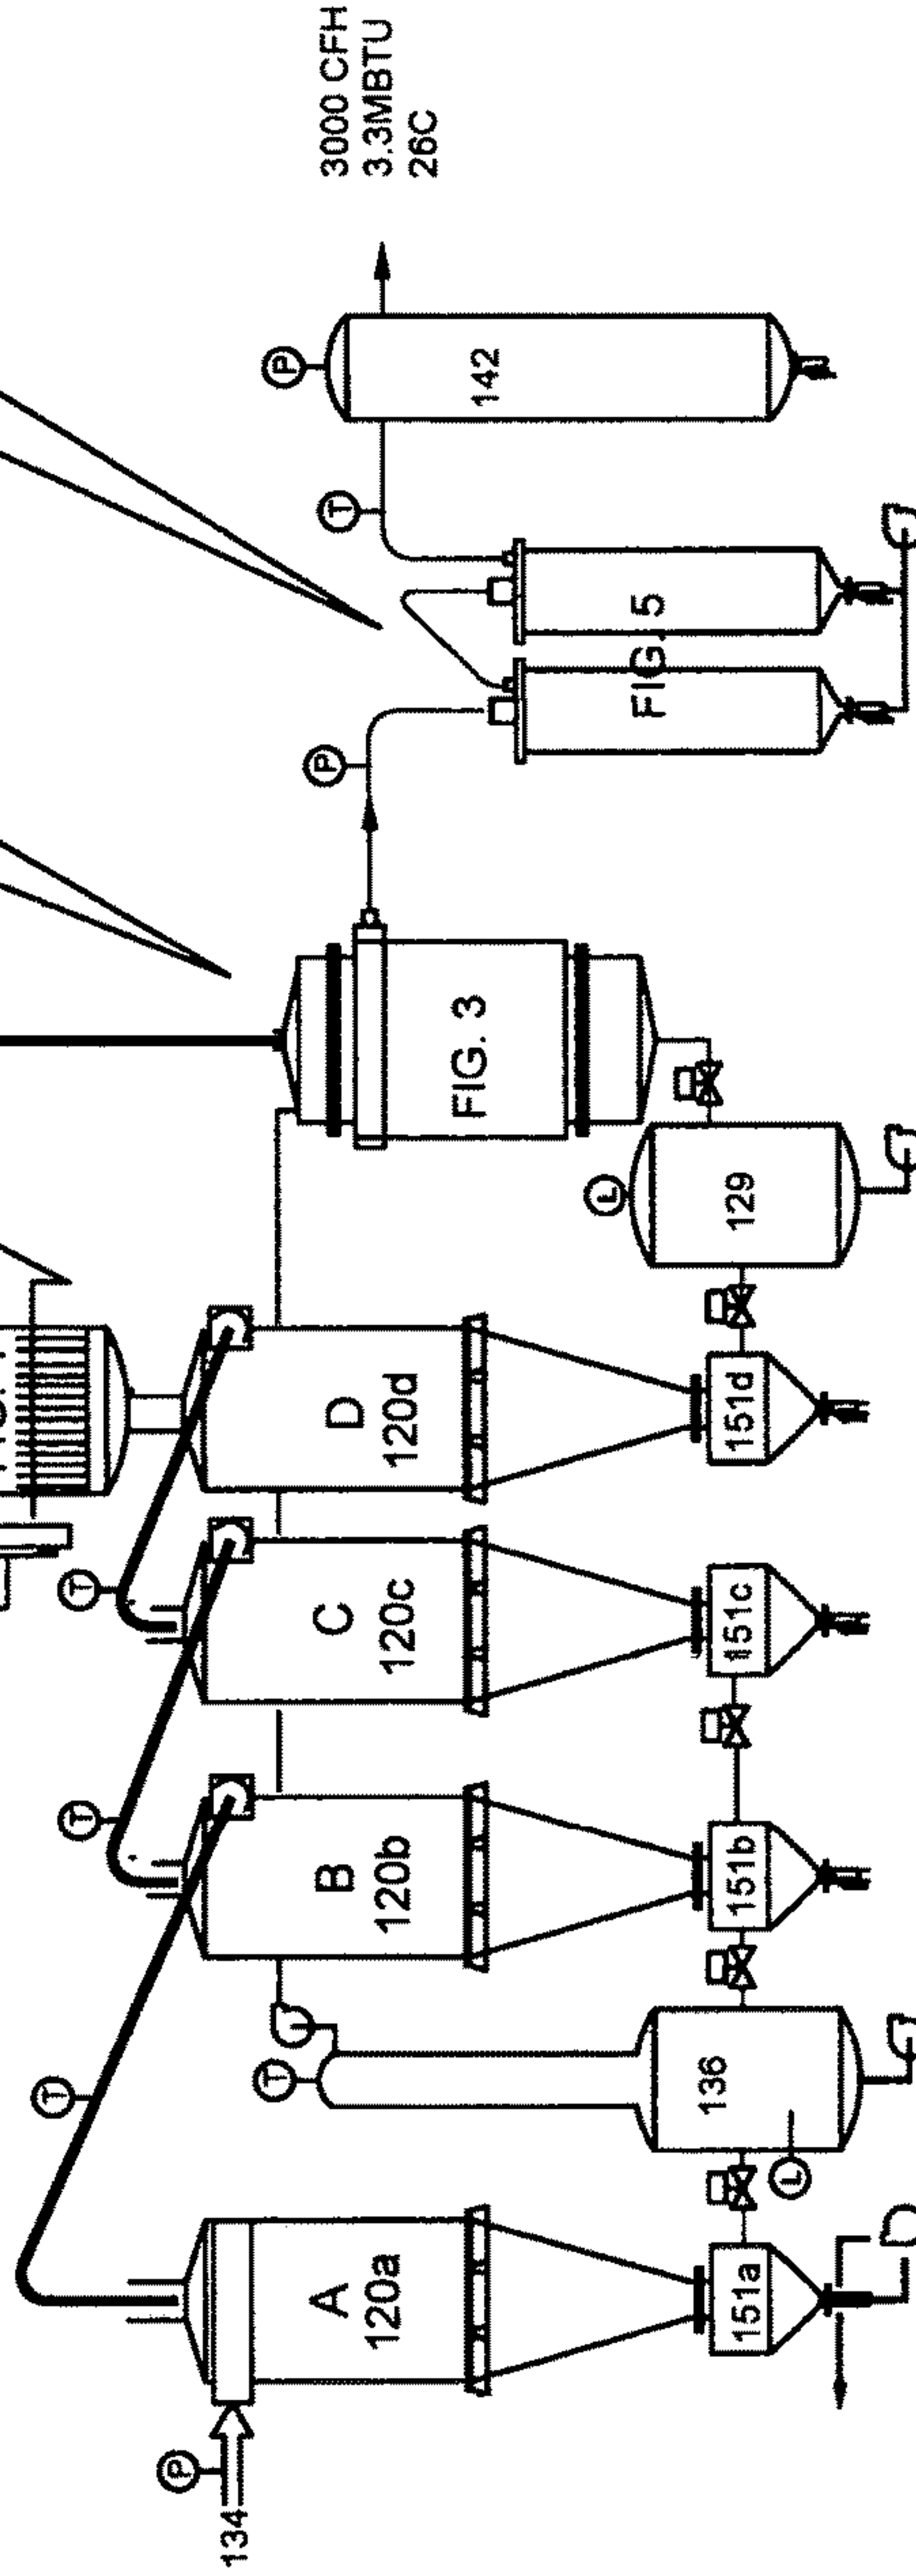 3000 CFH
3.3MBTU
26C
P
142
T
FIG. 5
P
FIG. 3
L
129
D
120d
151d
T
C
120c
151c
T
B
120b
151b
T
T
136
L
A
120a
151a
P
134